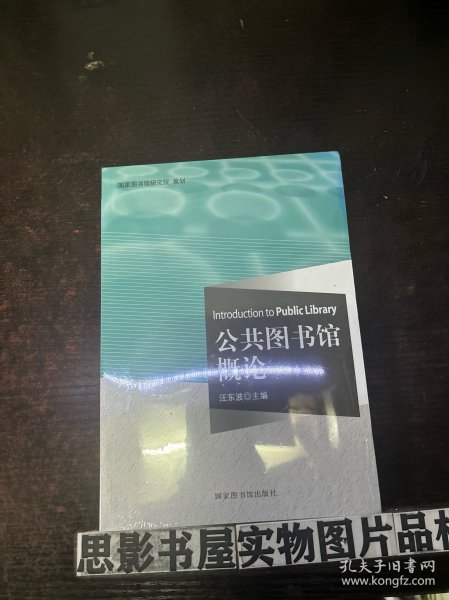 国家图书馆研究院 策划
Introduction to Public Library
公共图书馆
概论
汪东波◎主编
国家图书馆出版社
思影书屋实物图片品相
孔夫子旧书网
www.kongfz.com